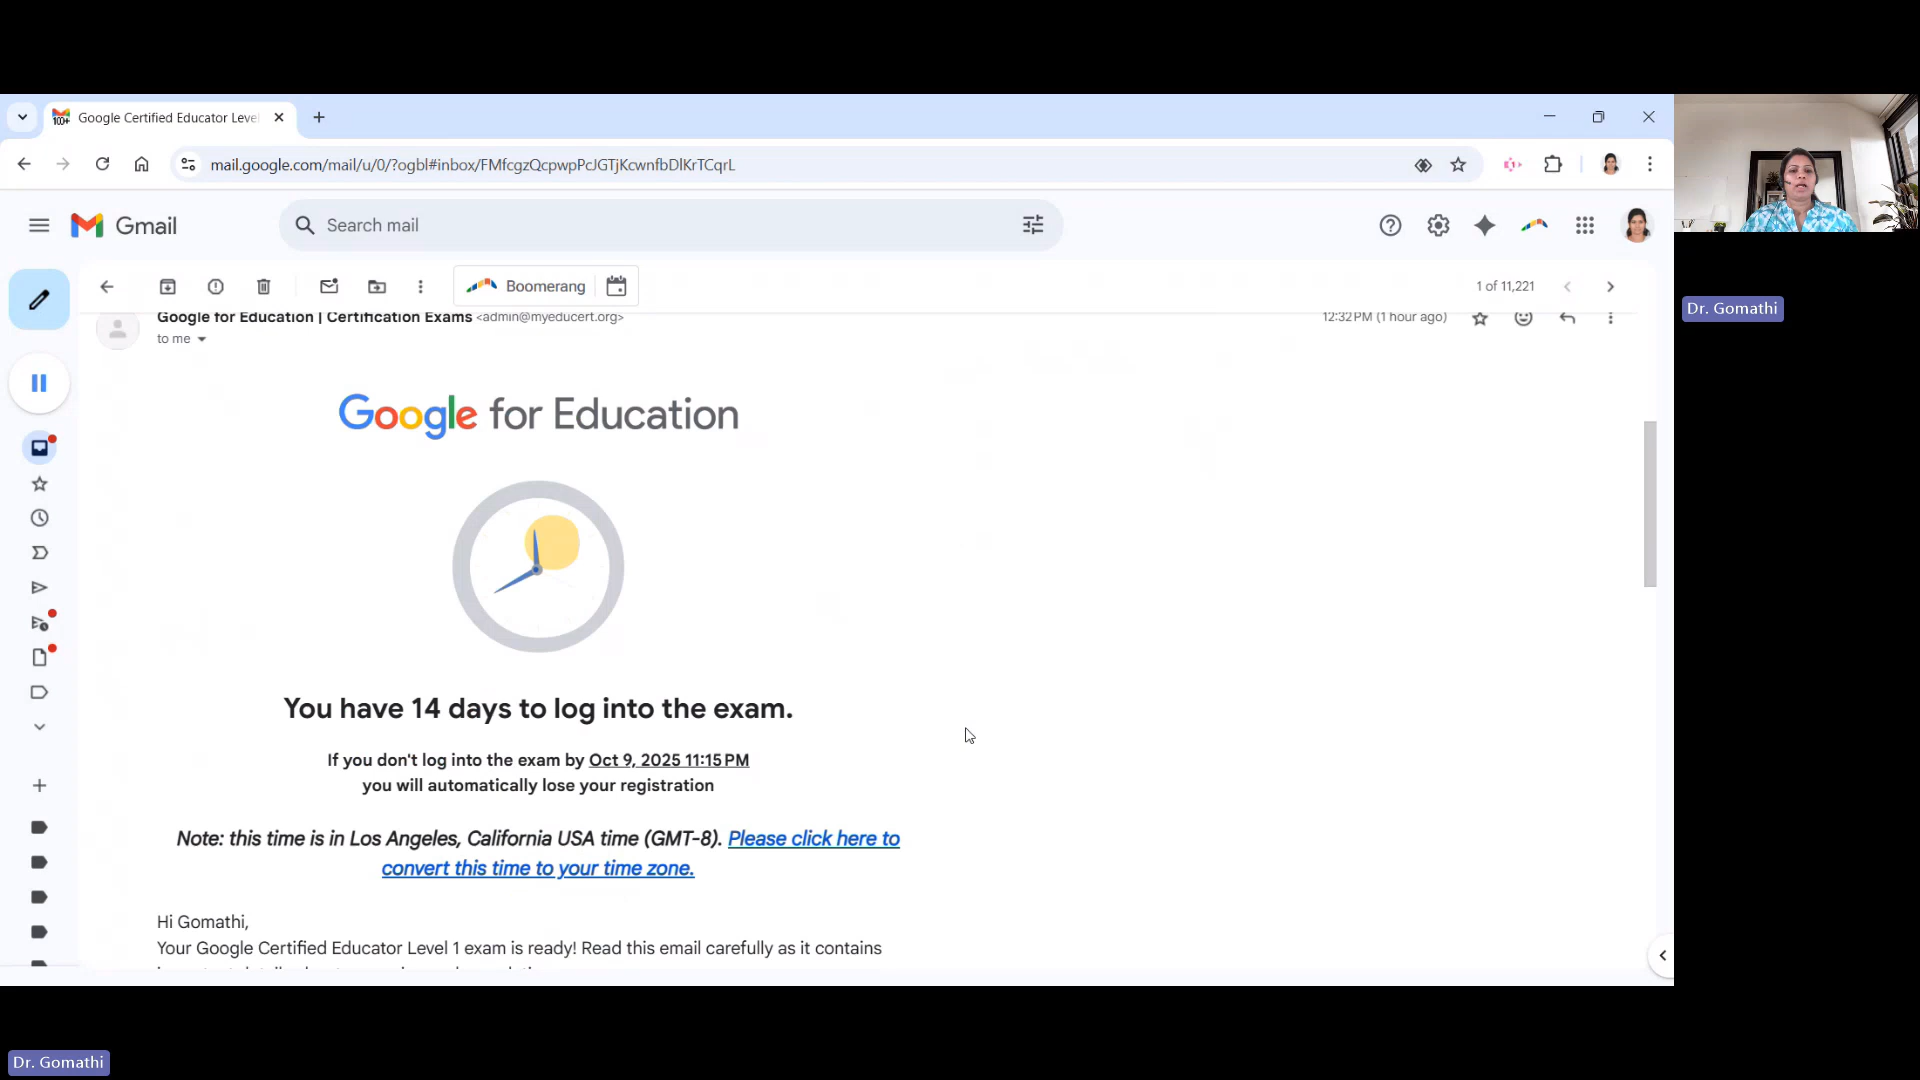 Google Certified Educator Leve
mail.google.com/mail/u/0/?ogbl#inbox/FMfcgzQcpwpPcJGTjKcwnfbDlKrTCqrL
Gmail
Search mail
Boomerang
1 of 11,221
Google for Education | Certification Exams <admin@myeducert.org>
12:32 PM (1 hour ago)
to me
Google for Education
You have 14 days to log into the exam.
If you don't log into the exam by Oct 9, 2025 11:15 PM
you will automatically lose your registration
Note: this time is in Los Angeles, California USA time (GMT-8). Please click here to
convert this time to your time zone.
Hi Gomathi,
Your Google Certified Educator Level 1 exam is ready! Read this email carefully as it contains
Dr. Gomathi
Dr. Gomathi